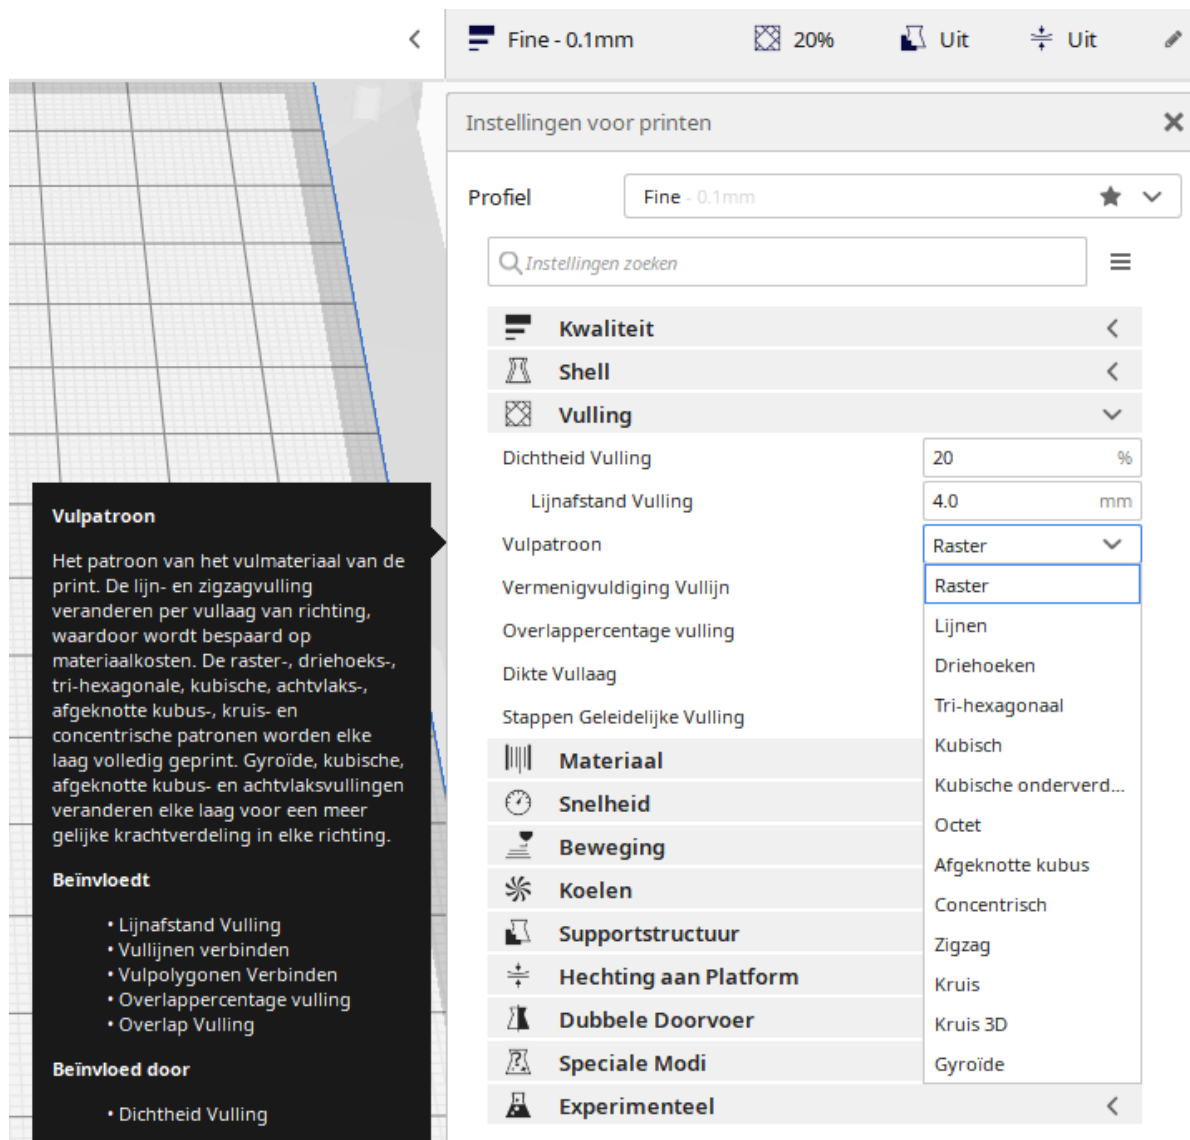 Fine - 0.1mm 20% Uit Uit
Instellingen voor printen
Profiel Fine - 0.1mm
Instellingen zoeken
Kwaliteit
Shell
Vulling
Dichtheid Vulling 20 %
Lijnafstand Vulling 4.0 mm
Vulpatroon Raster
Vermenigvuldiging Vullijn
Overlappercentage vulling
Dikte Vullaag
Stappen Geleidelijke Vulling
Materiaal
Snelheid
Beweging
Koelen
Supportstructuur
Hechting aan Platform
Dubbele Doorvoer
Speciale Modi
Experimenteel
Raster
Lijnen
Driehoeken
Tri-hexagonaal
Kubisch
Kubische onderverd...
Octet
Afgeknotte kubus
Concentrisch
Zigzag
Kruis
Kruis 3D
Gyroïde
Vulpatroon
Het patroon van het vulmateriaal van de
print. De lijn- en zigzagvulling
veranderen per vullaag van richting,
waardoor wordt bespaard op
materiaalkosten. De raster-, driehoeks-,
tri-hexagonale, kubische, achtvlaks-,
afgeknotte kubus-, kruis- en
concentrische patronen worden elke
laag volledig geprint. Gyroïde, kubische,
afgeknotte kubus- en achtvlaksvullingen
veranderen elke laag voor een meer
gelijke krachtverdeling in elke richting.
Beïnvloedt
• Lijnafstand Vulling
• Vullijnen verbinden
• Vulpolygonen Verbinden
• Overlappercentage vulling
• Overlap Vulling
Beïnvloed door
• Dichtheid Vulling